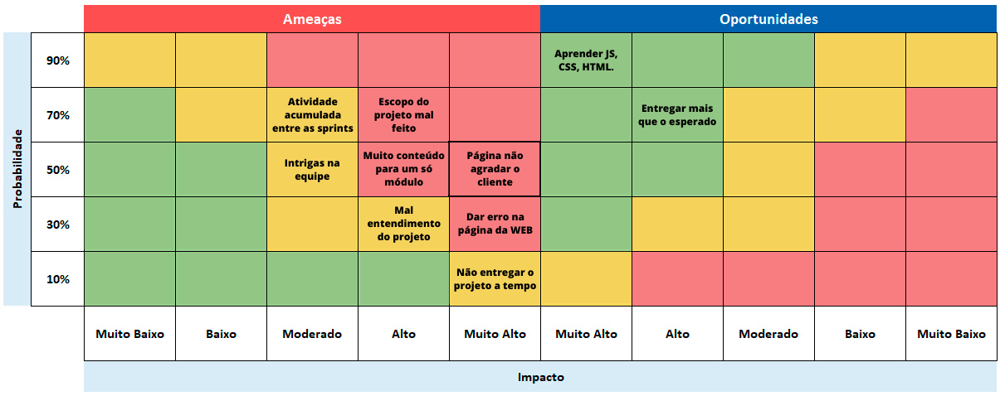 Ameaças
Oportunidades
Probabilidade
90%
Aprender JS,
CSS, HTML.
70%
Atividade
acumulada
entre as sprints
Escopo do
projeto mal
feito
Entregar mais
que o esperado
50%
Intrigas na
equipe
Muito conteúdo
para um só
módulo
Página não
agradar o
cliente
30%
Mal
entendimento
do projeto
Dar erro na
página da WEB
10%
Não entregar o
projeto a tempo
Muito Baixo
Baixo
Moderado
Alto
Muito Alto
Muito Alto
Alto
Moderado
Baixo
Muito Baixo
Impacto